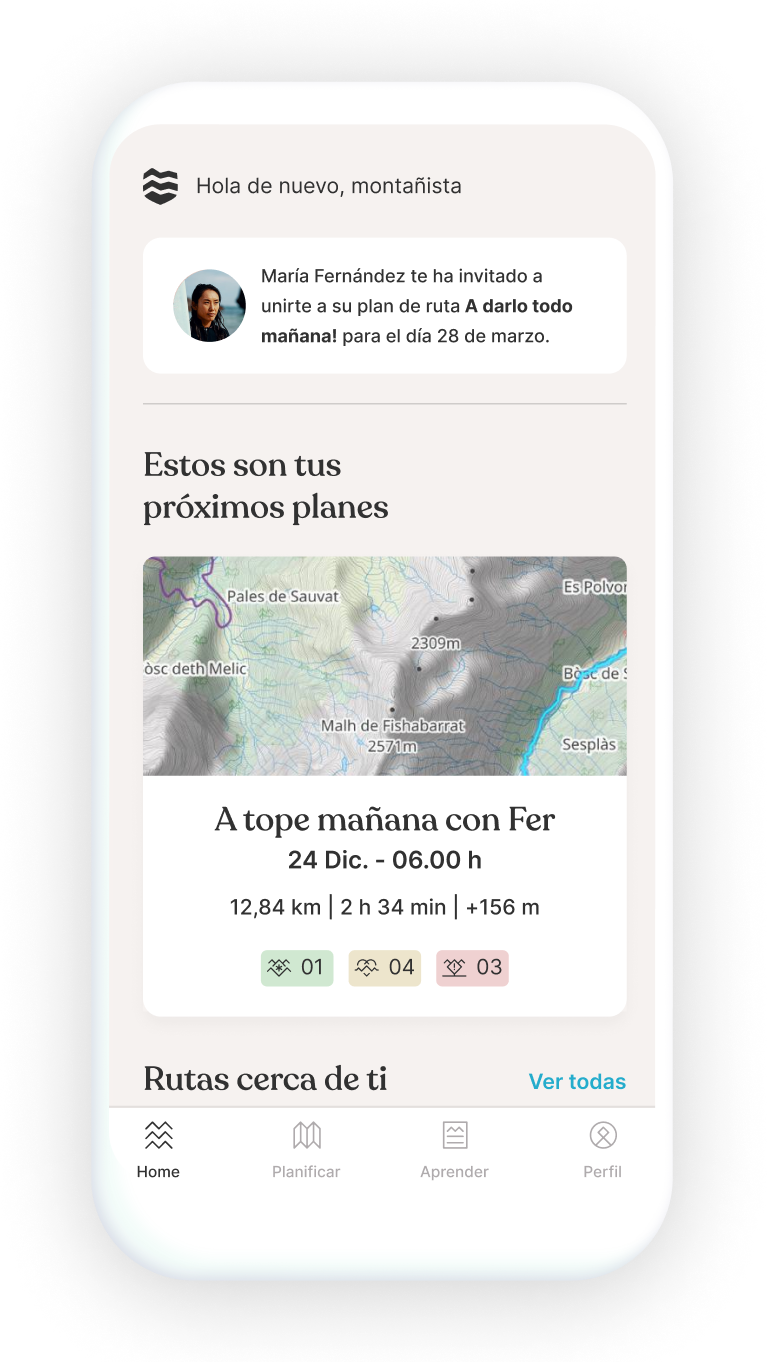 Hola de nuevo, montañista
María Fernández te ha invitado a
unirte a su plan de ruta A darlo todo
mañana! para el día 28 de marzo.
Estos son tus
próximos planes
Pales de Sauvat
Es Polvor
2309m
òsc deth Melic
Bòsc de S
Malh de Fishabarrat
2571m
Sesplàs
A tope mañana con Fer
24 Dic. - 06.00 h
12,84 km | 2 h 34 min | +156 m
01 04 03
Rutas cerca de ti
Ver todas
Home Planificar Aprender Perfil